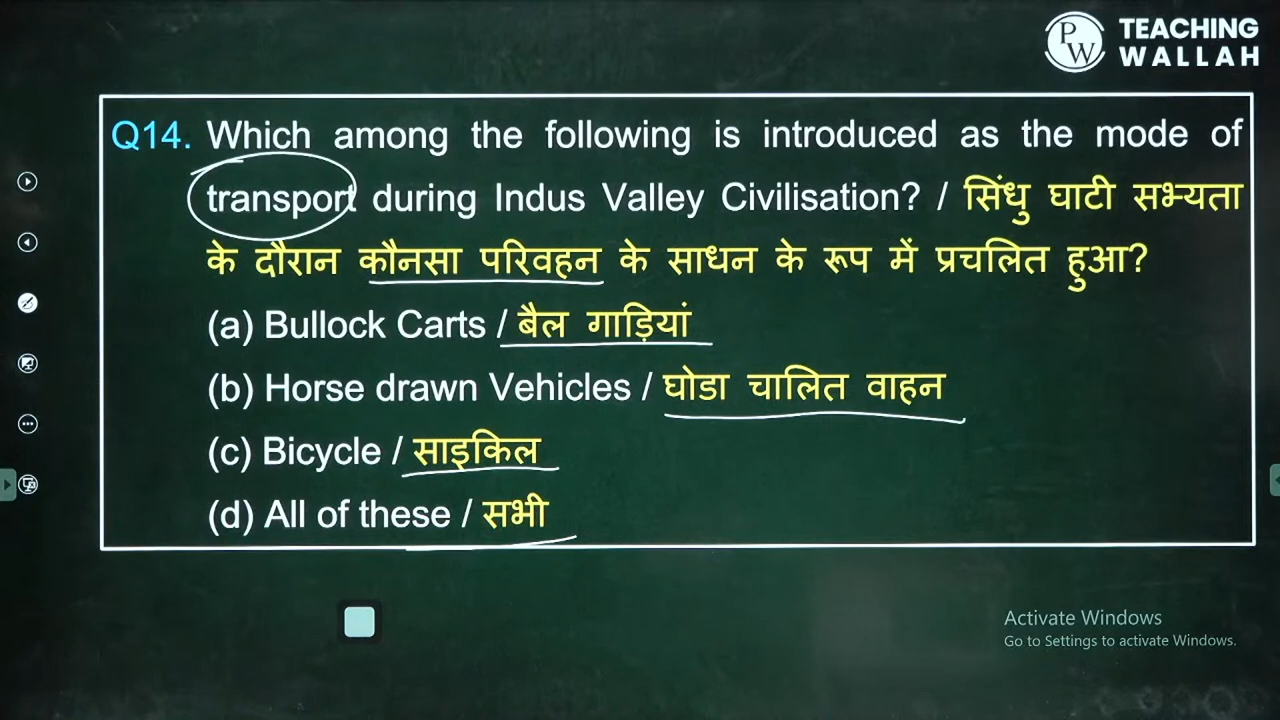 PW
TEACHING
WALLAH
Q14. Which among the following is introduced as the mode of
transport during Indus Valley Civilisation? / सिंधु घाटी सभ्यता
के दौरान कौनसा परिवहन के साधन के रूप में प्रचलित हुआ?
(a) Bullock Carts / बैल गाड़ियां
(b) Horse drawn Vehicles / घोडा चालित वाहन
(c) Bicycle / साइकिल
(d) All of these / सभी
Activate Windows
Go to Settings to activate Windows.